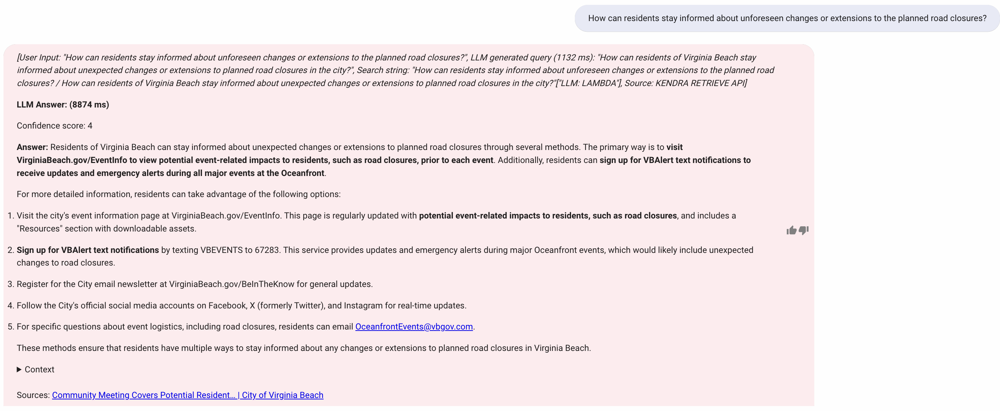 How can residents stay informed about unforeseen changes or extensions to the planned road closures?
[User Input: "How can residents stay informed about unforeseen changes or extensions to the planned road closures?", LLM generated query (1132 ms): "How can residents of Virginia Beach stay
informed about unexpected changes or extensions to planned road closures in the city?", Search string: "How can residents stay informed about unforeseen changes or extensions to the planned road
closures? / How can residents of Virginia Beach stay informed about unexpected changes or extensions to planned road closures in the city?"["LLM: LAMBDA"], Source: KENDRA RETRIEVE API]
LLM Answer: (8874 ms)
Confidence score: 4
Answer: Residents of Virginia Beach can stay informed about unexpected changes or extensions to planned road closures through several methods. The primary way is to visit
VirginiaBeach.gov/EventInfo to view potential event-related impacts to residents, such as road closures, prior to each event. Additionally, residents can sign up for VBAlert text notifications to
receive updates and emergency alerts during all major events at the Oceanfront.
For more detailed information, residents can take advantage of the following options:
1. Visit the city's event information page at VirginiaBeach.gov/EventInfo. This page is regularly updated with potential event-related impacts to residents, such as road closures, and includes a
"Resources" section with downloadable assets.
2. Sign up for VBAlert text notifications by texting VBEVENTS to 67283. This service provides updates and emergency alerts during major Oceanfront events, which would likely include unexpected
changes to road closures.
3. Register for the City email newsletter at VirginiaBeach.gov/BeInTheKnow for general updates.
4. Follow the City's official social media accounts on Facebook, X (formerly Twitter), and Instagram for real-time updates.
5. For specific questions about event logistics, including road closures, residents can email OceanfrontEvents@vbgov.com.
These methods ensure that residents have multiple ways to stay informed about any changes or extensions to planned road closures in Virginia Beach.
▶ Context
Sources: Community Meeting Covers Potential Resident… | City of Virginia Beach